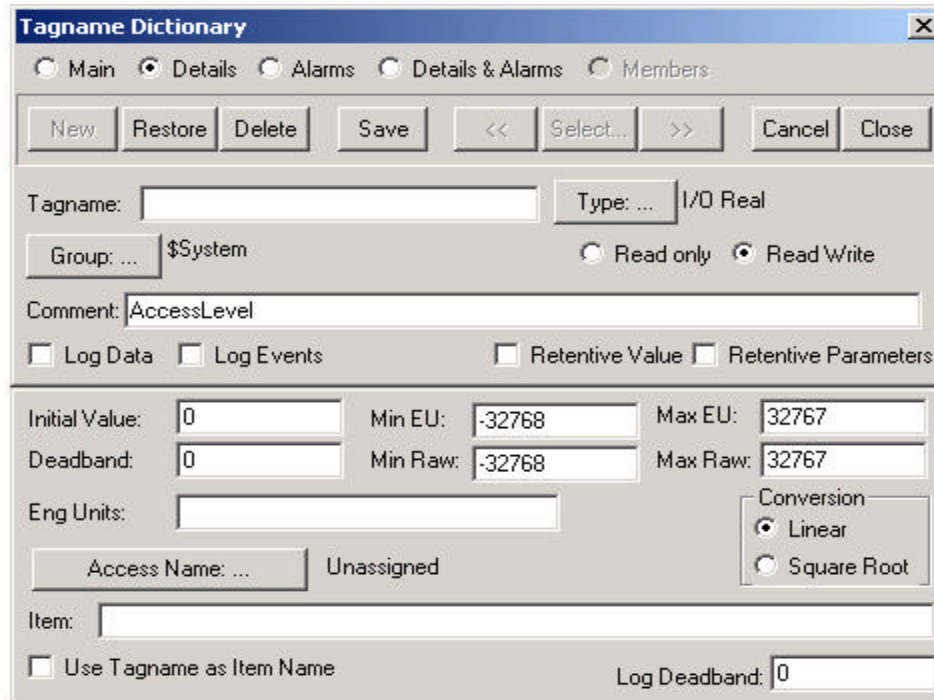 Tagname Dictionary
Main Details Alarms Details & Alarms Members
New Restore Delete Save << Select... >> Cancel Close
Tagname: Type: ... I/O Real
Group: ... $System Read only Read Write
Comment: AccessLevel
Log Data Log Events Retentive Value Retentive Parameters
Initial Value: 0 Min EU: -32768 Max EU: 32767
Deadband: 0 Min Raw: -32768 Max Raw: 32767
Eng Units: Conversion
Linear
Access Name: ... Unassigned Square Root
Item:
Use Tagname as Item Name Log Deadband: 0